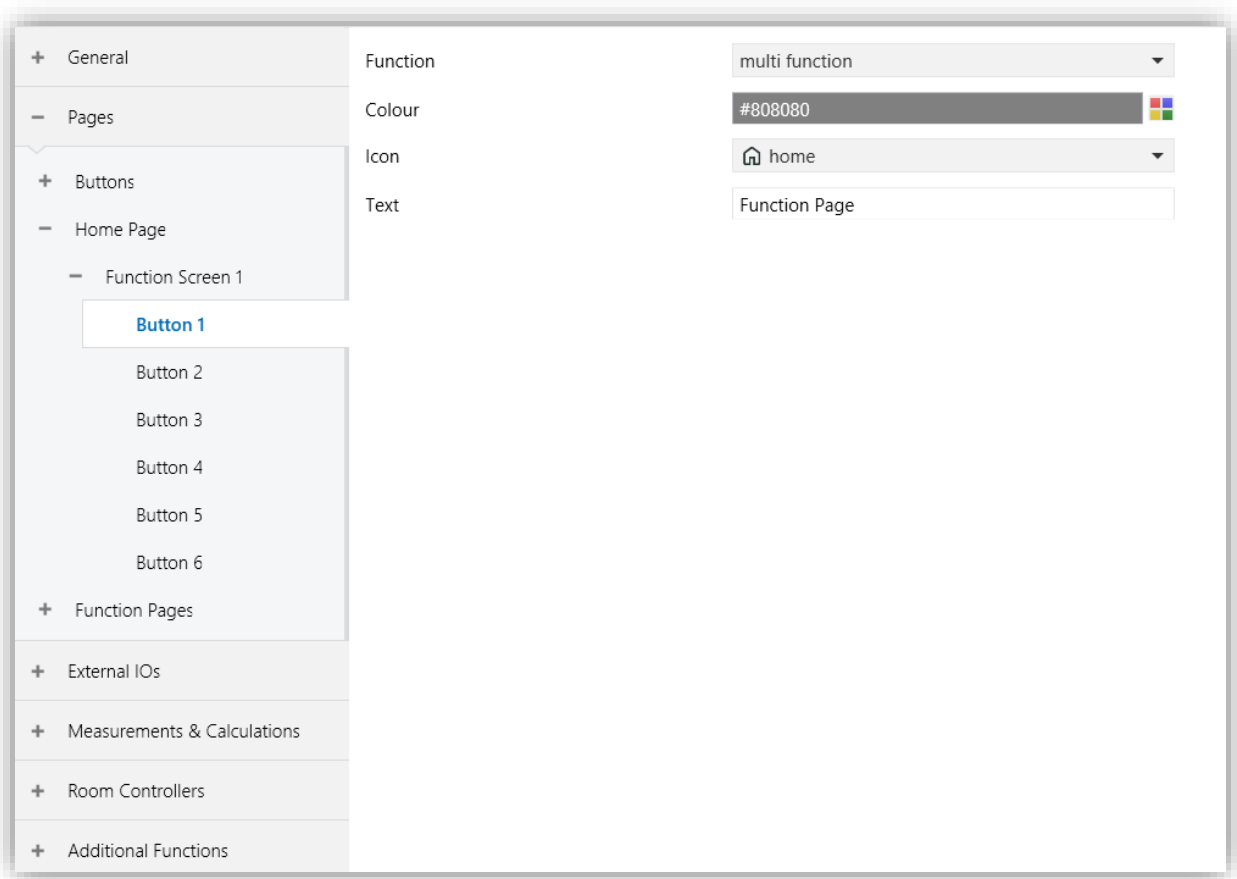 General
Pages
Buttons
Home Page
Function Screen 1
Button 1
Button 2
Button 3
Button 4
Button 5
Button 6
Function Pages
External IOs
Measurements & Calculations
Room Controllers
Additional Functions
Function multi function
Colour #808080
Icon home
Text Function Page